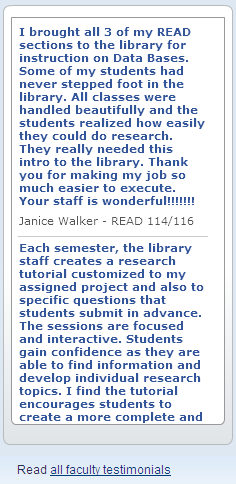 I brought all 3 of my READ
sections to the library for
instruction on Data Bases.
Some of my students had
never stepped foot in the
library. All classes were
handled beautifully and the
students realized how easily
they could do research.
They really needed this
intro to the library. Thank
you for making my job so
much easier to execute.
Your staff is wonderful!!!!!!!
Janice Walker - READ 114/116
Each semester, the library
staff creates a research
tutorial customized to my
assigned project and also to
specific questions that
students submit in advance.
The sessions are focused
and interactive. Students
gain confidence as they are
able to find information and
develop individual research
topics. I find the tutorial
encourages students to
create a more complete and
Read all faculty testimonials